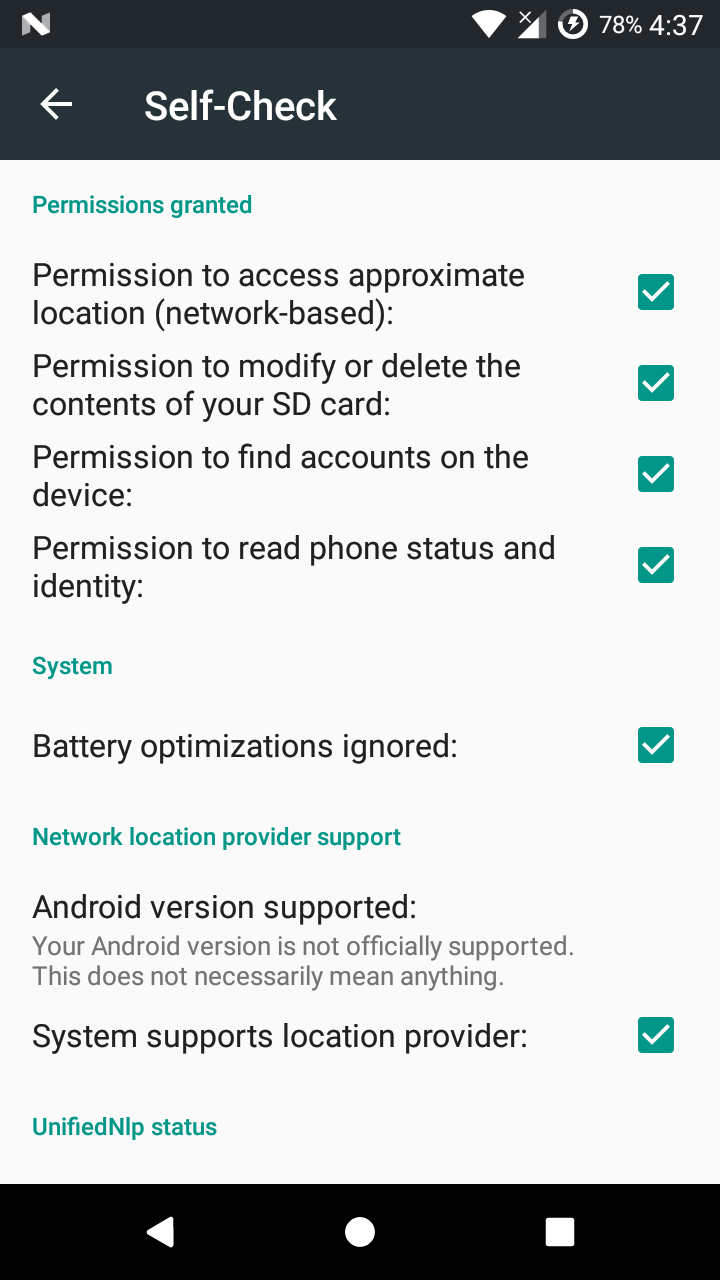 78% 4:37
Self-Check
Permissions granted
Permission to access approximate
location (network-based):
Permission to modify or delete the
contents of your SD card:
Permission to find accounts on the
device:
Permission to read phone status and
identity:
System
Battery optimizations ignored:
Network location provider support
Android version supported:
Your Android version is not officially supported.
This does not necessarily mean anything.
System supports location provider:
UnifiedNlp status